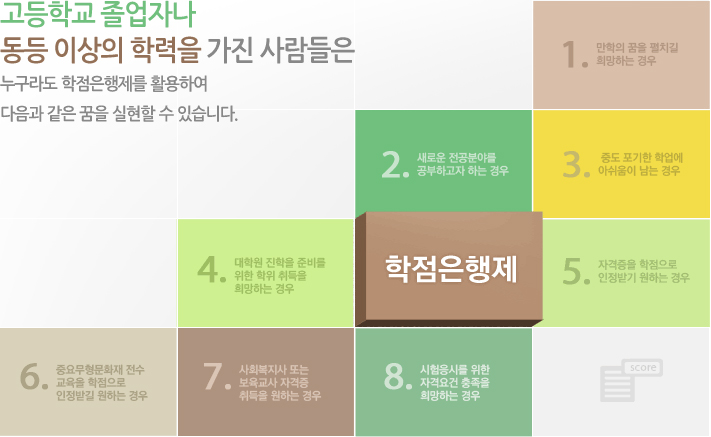 고등학교 졸업자나
동등 이상의 학력을 가진 사람들은
누구라도 학점은행제를 활용하여
다음과 같은 꿈을 실현할 수 있습니다.
1. 만학의 꿈을 펼치길
희망하는 경우
2. 새로운 전공분야를
공부하고자 하는 경우
3. 중도 포기한 학업에
아쉬움이 남는 경우
4. 대학원 진학을 준비를
위한 학위 취득을
희망하는 경우
학점은행제
5. 자격증을 학점으로
인정받기 원하는 경우
6. 중요무형문화재 전수
교육을 학점으로
인정받길 원하는 경우
7. 사회복지사 또는
보육교사 자격증
취득을 원하는 경우
8. 시험응시를 위한
자격요건 충족을
희망하는 경우
score